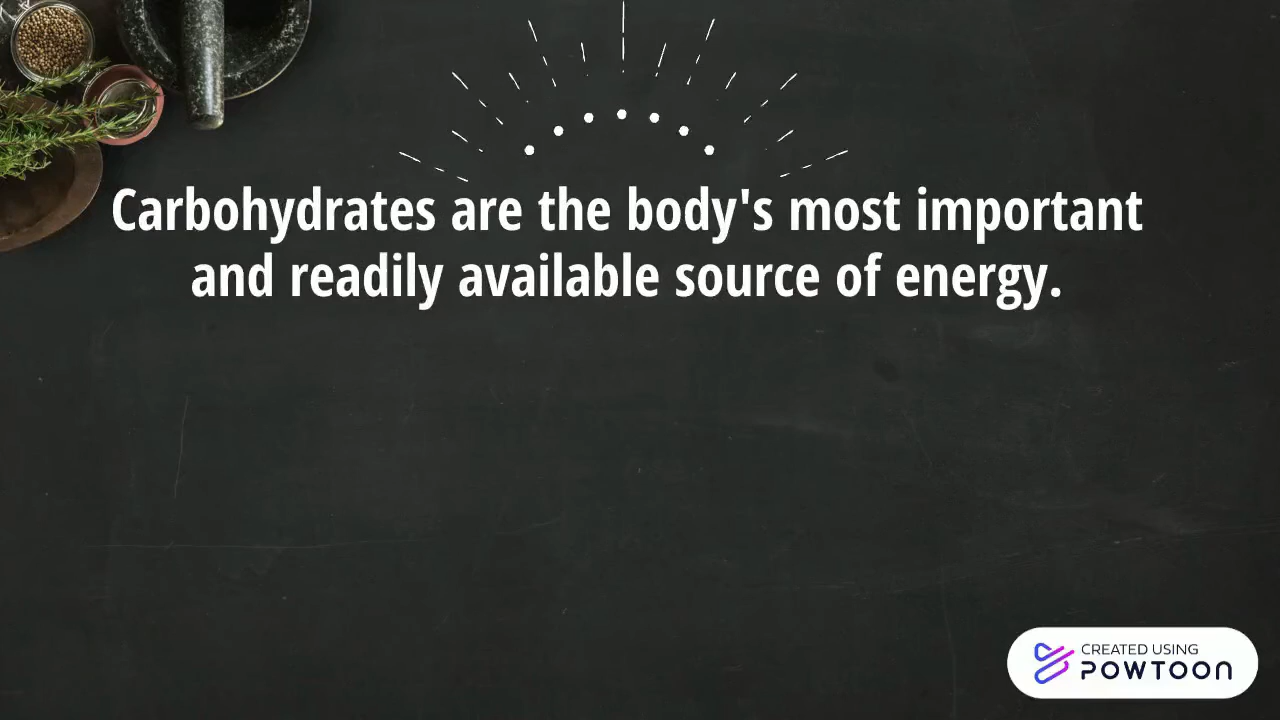 Carbohydrates are the body's most important
and readily available source of energy.
CREATED USING
POWTOON